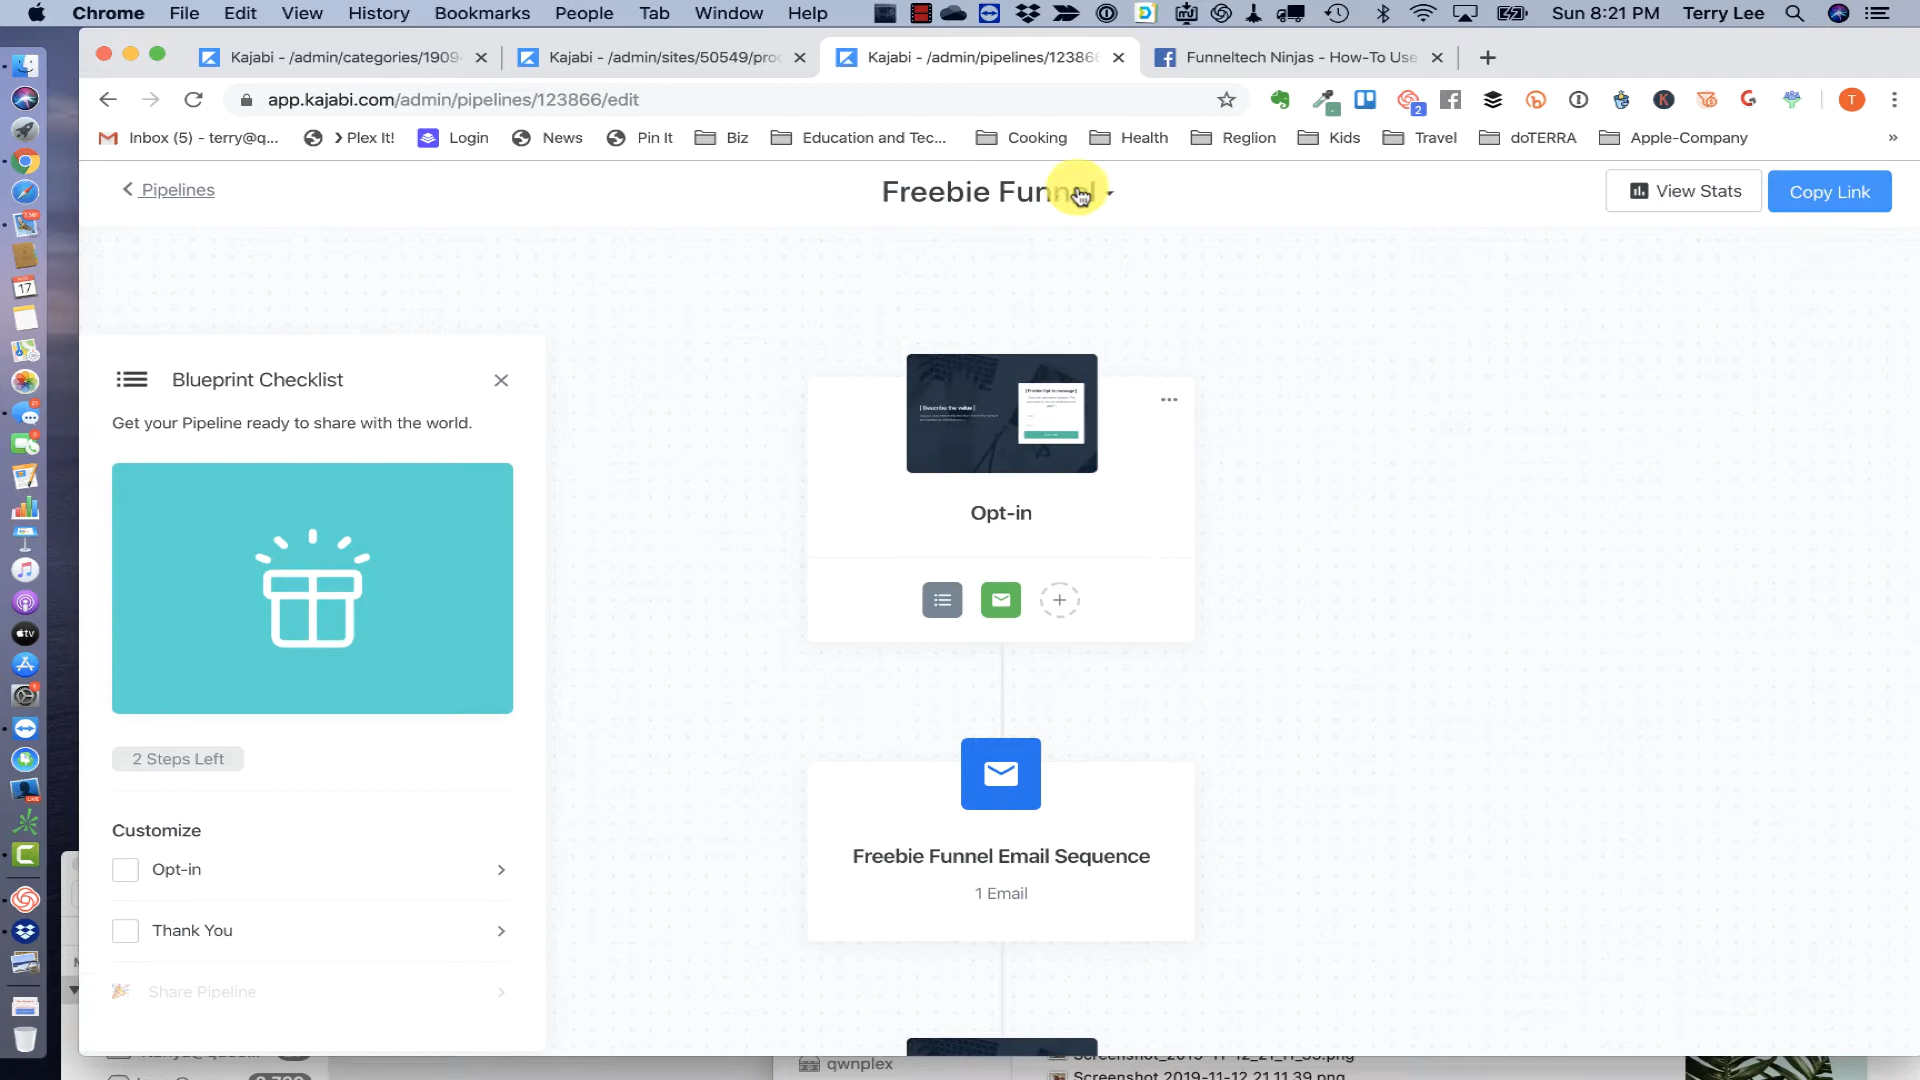 Chrome File Edit View History Bookmarks People Tab Window Help Sun 8:21 PM Terry Lee
Kajabi - /admin/categories/1909 Kajabi - /admin/sites/50549/pro Kajabi - /admin/pipelines/12386 Funneltech Ninjas - How-To Use
app.kajabi.com/admin/pipelines/123866/edit
Inbox (5) - terry@q... Plex It! Login News Pin It Biz Education and Tec... Cooking Health Reglion Kids Travel doTERRA Apple-Company »
Pipelines
Freebie Funnel
View Stats
Copy Link
Blueprint Checklist
Get your Pipeline ready to share with the world.
2 Steps Left
Customize
Opt-in
Thank You
Share Pipeline
Opt-in
Freebie Funnel Email Sequence
1 Email
qwnplex
Screenshot_2019-11-12_21_11_35.png
Screenshot 2019-11-12 21.11.39.png